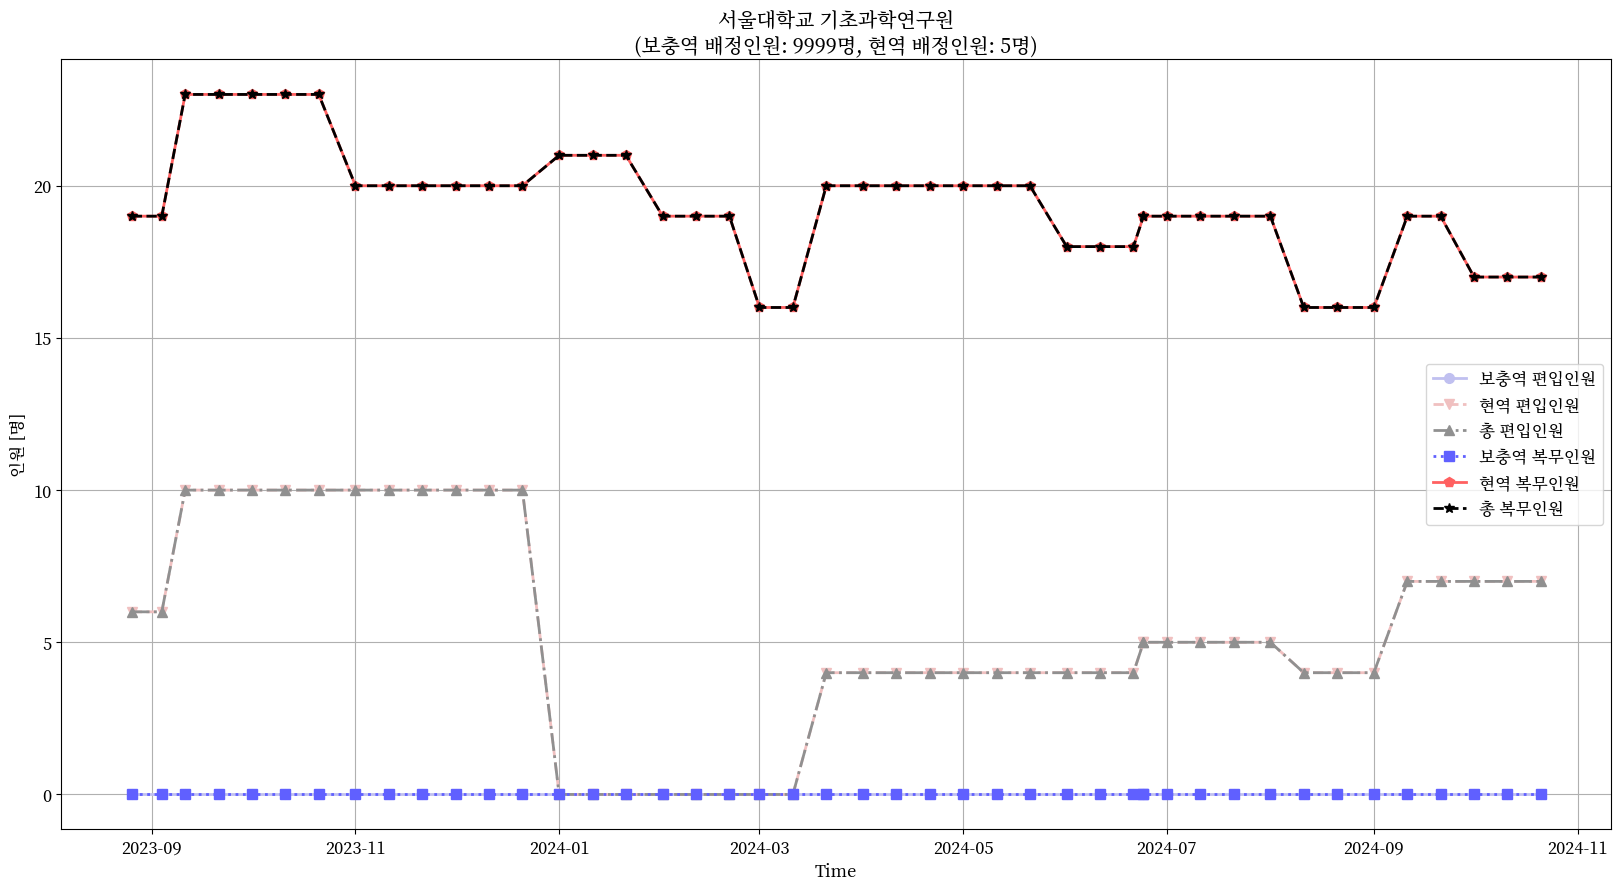 서울대학교 기초과학연구원
(보충역 배정인원: 9999명, 현역 배정인원: 5명)
인원 [명]
20
15
10
5
0
보충역 편입인원
현역 편입인원
총 편입인원
보충역 복무인원
현역 복무인원
총 복무인원
2023-09
2023-11
2024-01
2024-03
2024-05
2024-07
2024-09
2024-11
Time